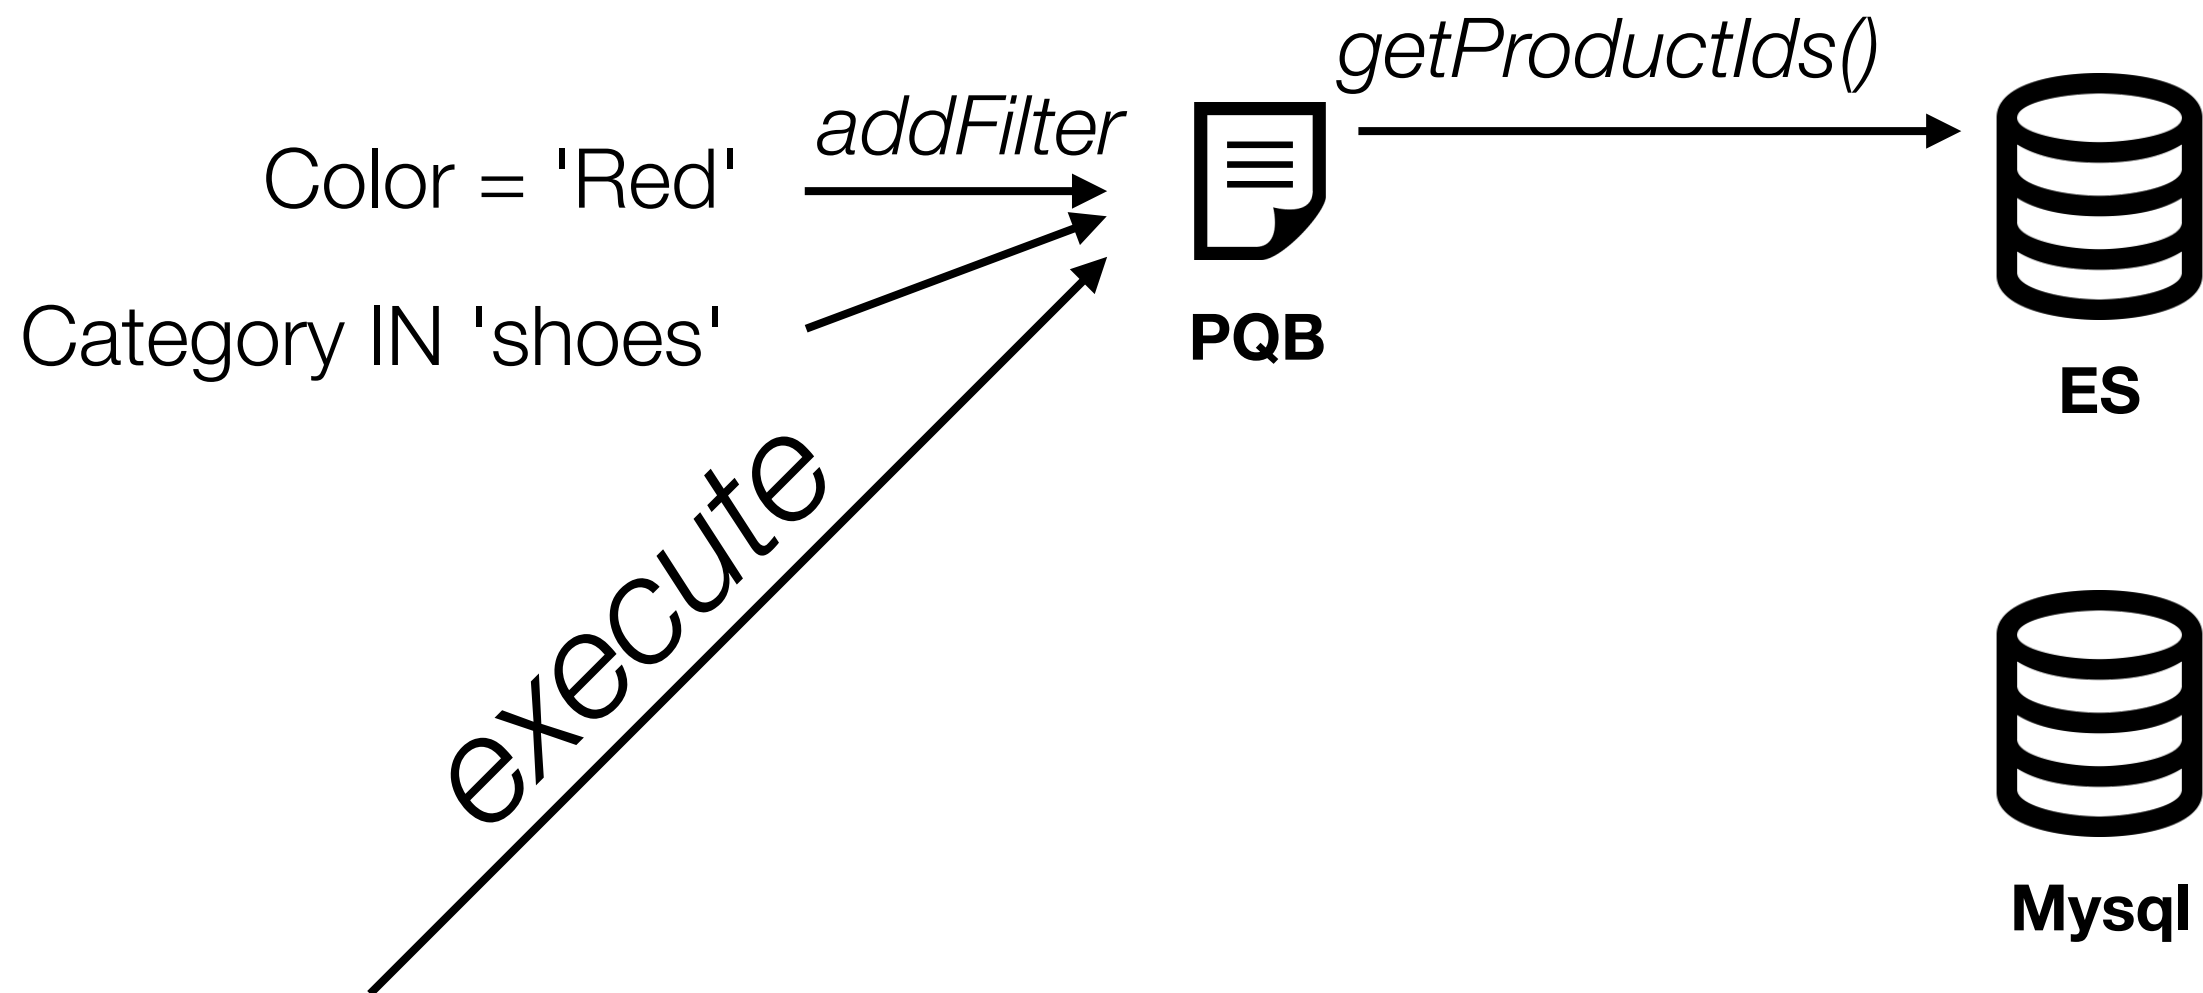 getProductIds()
addFilter
Color = 'Red'
Category IN 'shoes'
PQB
ES
execute
Mysql